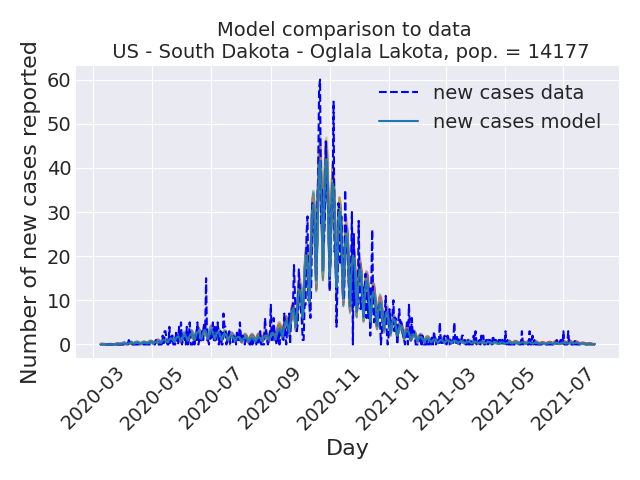 Model comparison to data
US - South Dakota - Oglala Lakota, pop. = 14177
Number of new cases reported
60
50
40
30
20
10
0
new cases data
new cases model
2020-03
2020-05
2020-07
2020-09
2020-11
2021-01
2021-03
2021-05
2021-07
Day